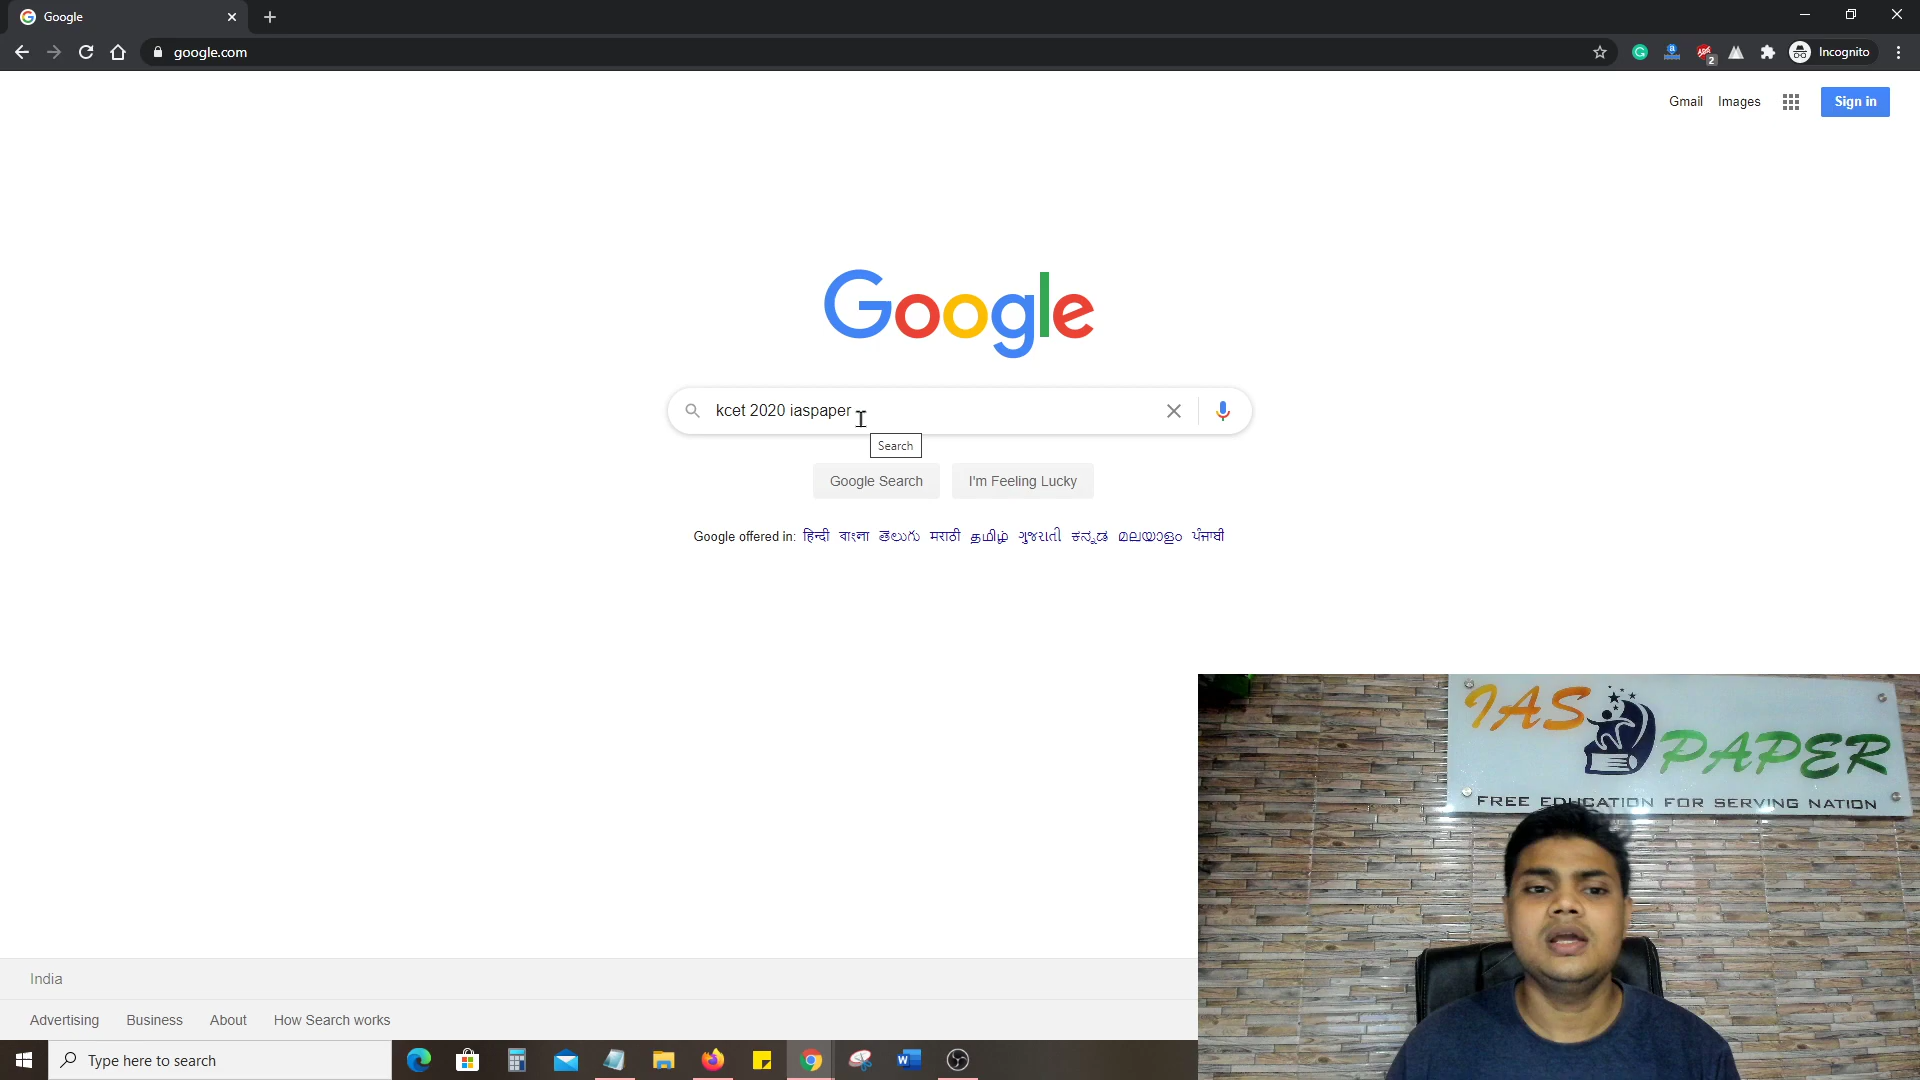 Google
google.com
2
Incognito
Gmail Images
Sign in
Google
kcet 2020 iaspaper
Search
Google Search I'm Feeling Lucky
Google offered in: हिन्दी বাংলা తెలుగు मराठी தமிழ் ગુજરાતી ಕನ್ನಡ മലയാളം ਪੰਜਾਬੀ
IAS
PAPER
FREE EDUCATION FOR SERVING NATION
India
Advertising Business About How Search works
Type here to search